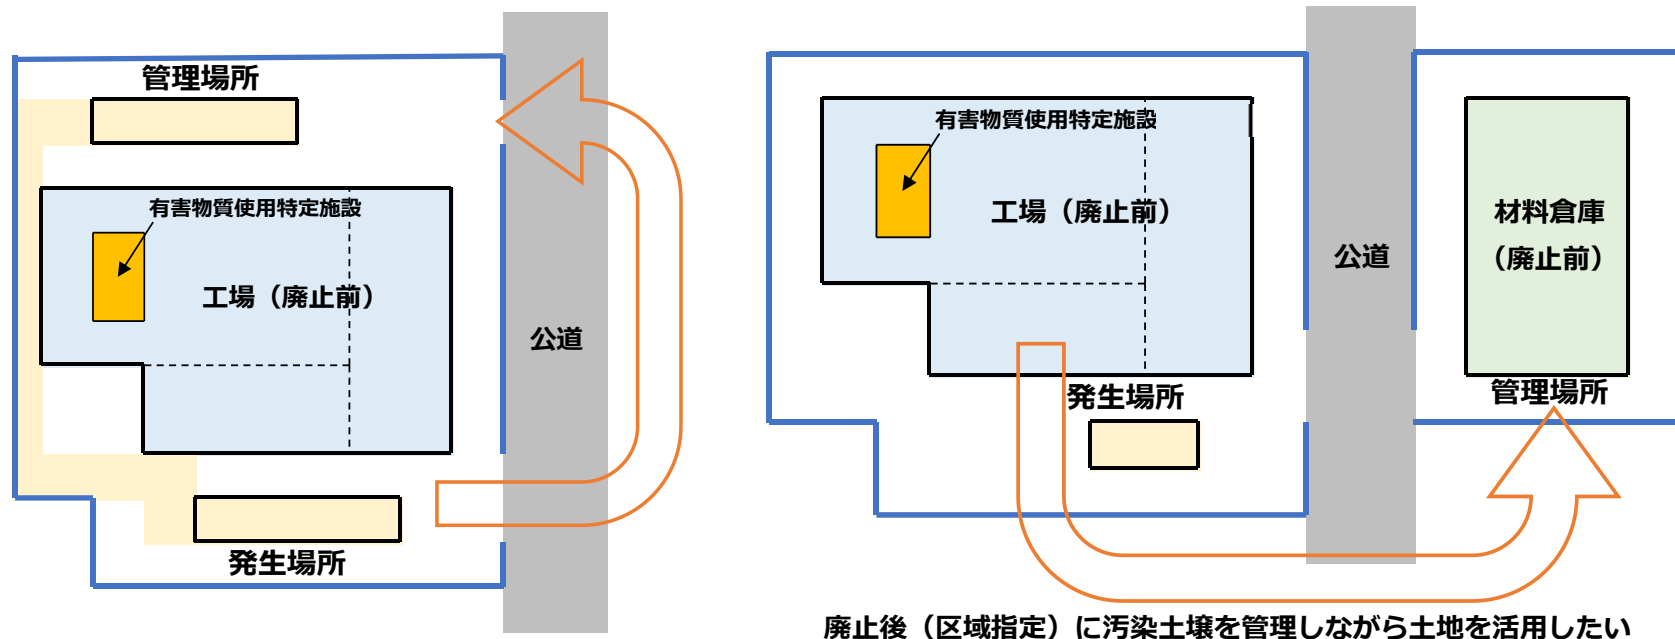 管理場所
有害物質使用特定施設
工場（廃止前）
公道
発生場所
有害物質使用特定施設
工場（廃止前）
発生場所
公道
材料倉庫
（廃止前）
管理場所
廃止後（区域指定）に汚染土壌を管理しながら土地を活用したい